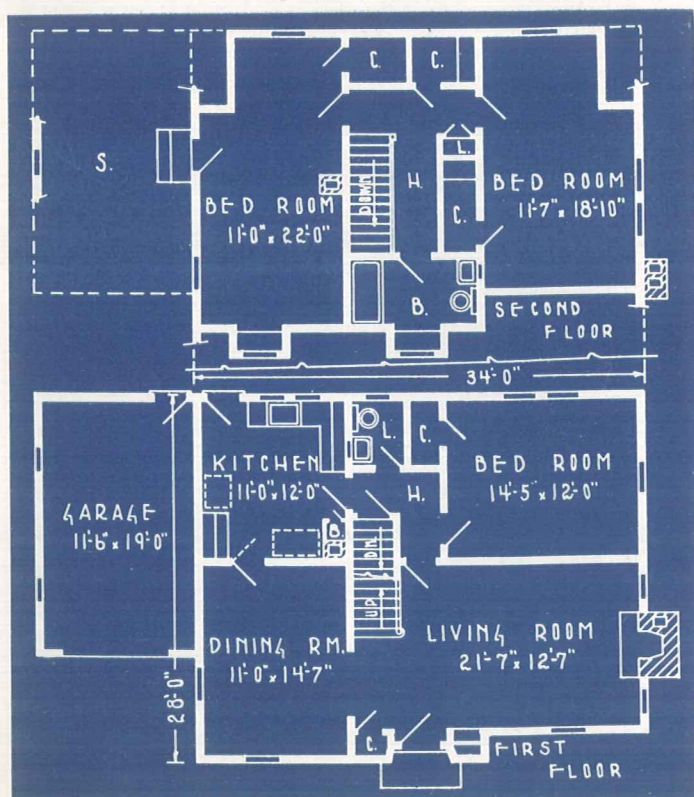 C.
C.
S.
L.
BED ROOM
11'-0" x 22'-0"
DOWN
H.
C.
BED ROOM
11'-7" x 18'-10"
B.
SECOND
FLOOR
34'-0"
KITCHEN
11'-0" x 12'-0"
L.
C.
H.
BED ROOM
14'-5" x 12'-0"
GARAGE
11'-6" x 19'-0"
B.
DN.
UP
DINING RM.
11'-0" x 14'-7"
LIVING ROOM
21'-7" x 12'-7"
28'-0"
C.
FIRST
FLOOR